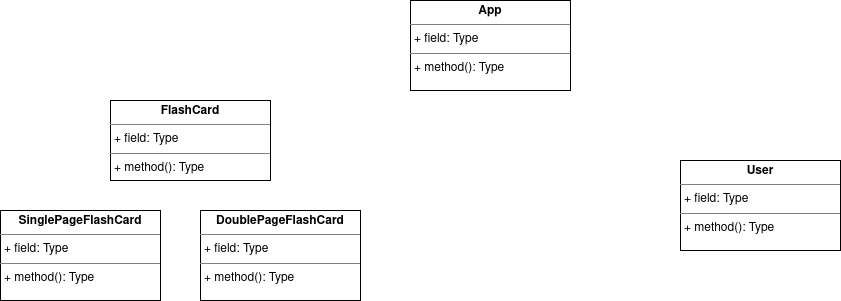 App
+ field: Type
+ method(): Type
FlashCard
+ field: Type
+ method(): Type
User
+ field: Type
+ method(): Type
SinglePageFlashCard
+ field: Type
+ method(): Type
DoublePageFlashCard
+ field: Type
+ method(): Type